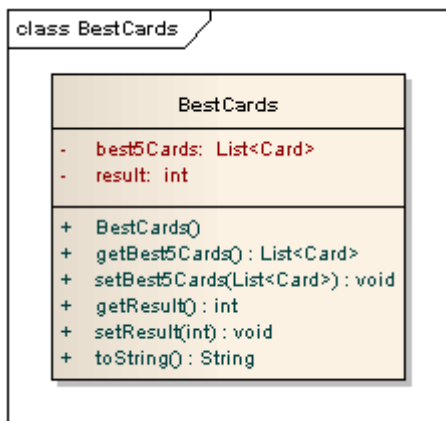 class BestCards
BestCards
- best5Cards: List<Card>
- result: int
+ BestCards()
+ getBest5Cards() : List<Card>
+ setBest5Cards(List<Card>) : void
+ getResult() : int
+ setResult(int) : void
+ toString() : String